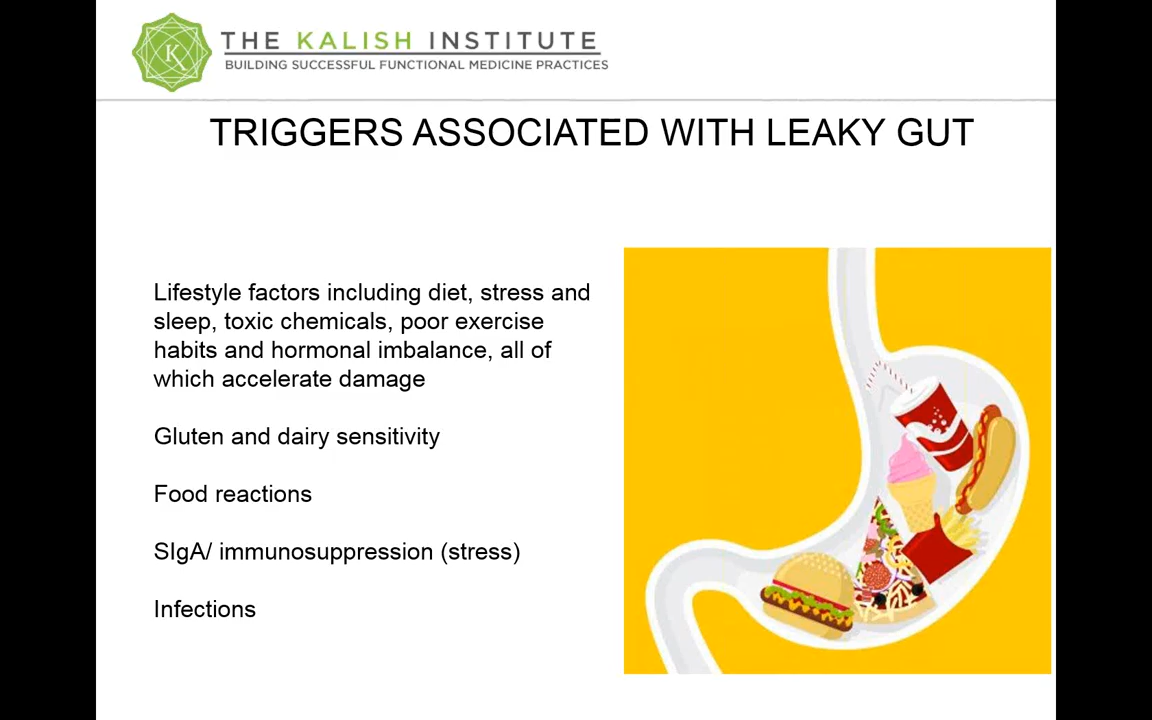 THE KALISH INSTITUTE
BUILDING SUCCESSFUL FUNCTIONAL MEDICINE PRACTICES
TRIGGERS ASSOCIATED WITH LEAKY GUT
Lifestyle factors including diet, stress and
sleep, toxic chemicals, poor exercise
habits and hormonal imbalance, all of
which accelerate damage
Gluten and dairy sensitivity
Food reactions
SIgA/ immunosuppression (stress)
Infections